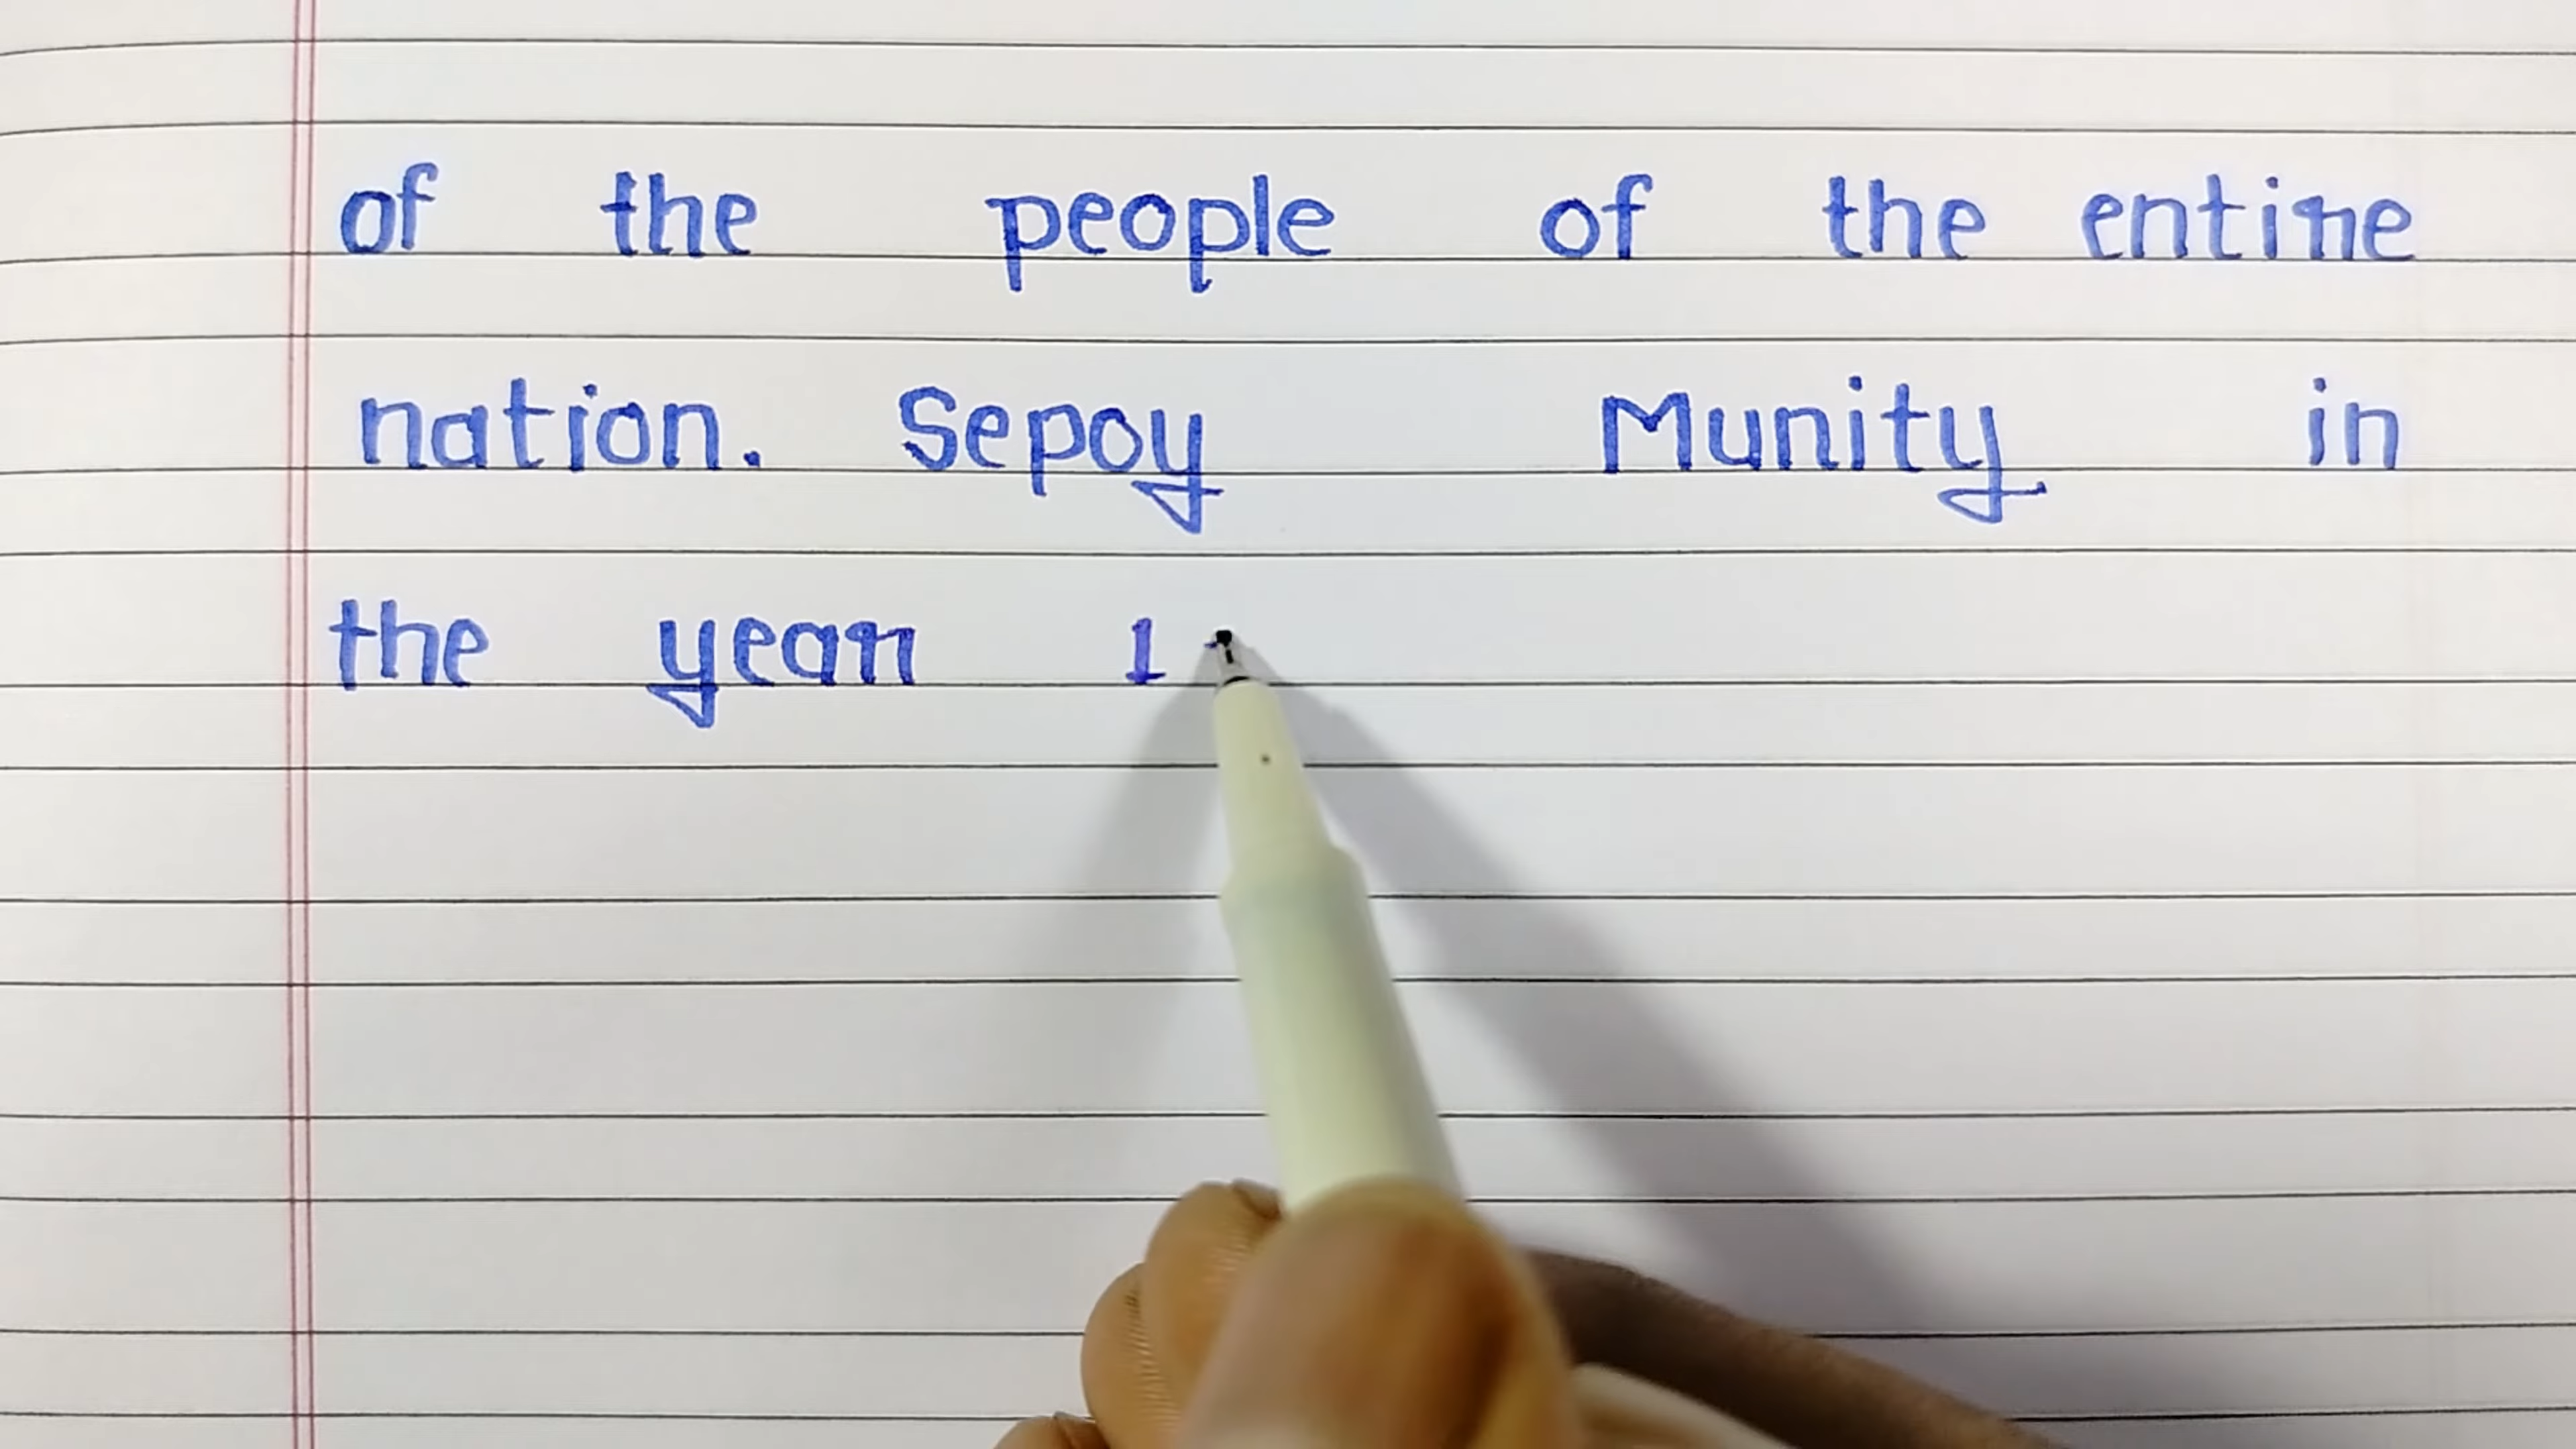 of the people of the entire
nation. Sepoy Munity in
the year 1